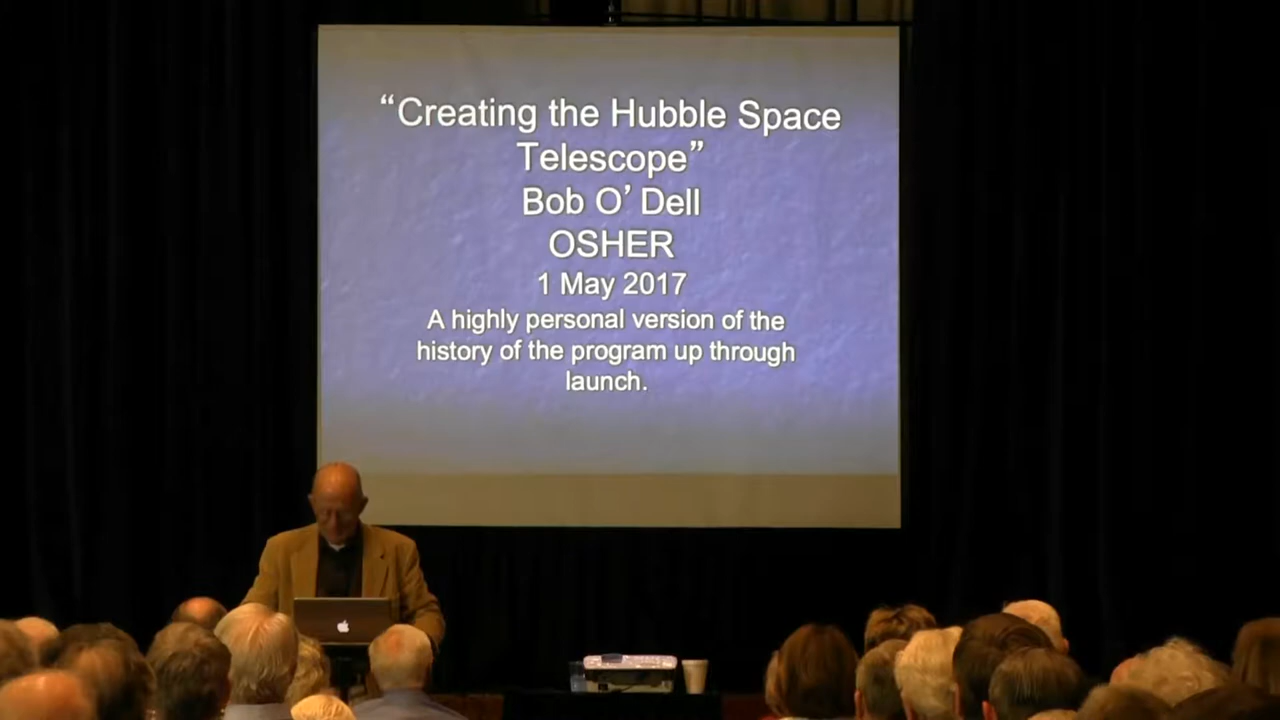 “Creating the Hubble Space
Telescope”
Bob O’ Dell
OSHER
1 May 2017
A highly personal version of the
history of the program up through
launch.